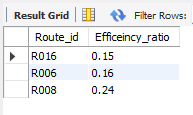 Result Grid Filter Rows:
Route_id Efficeincy_ratio
R016 0.15
R006 0.16
R008 0.24